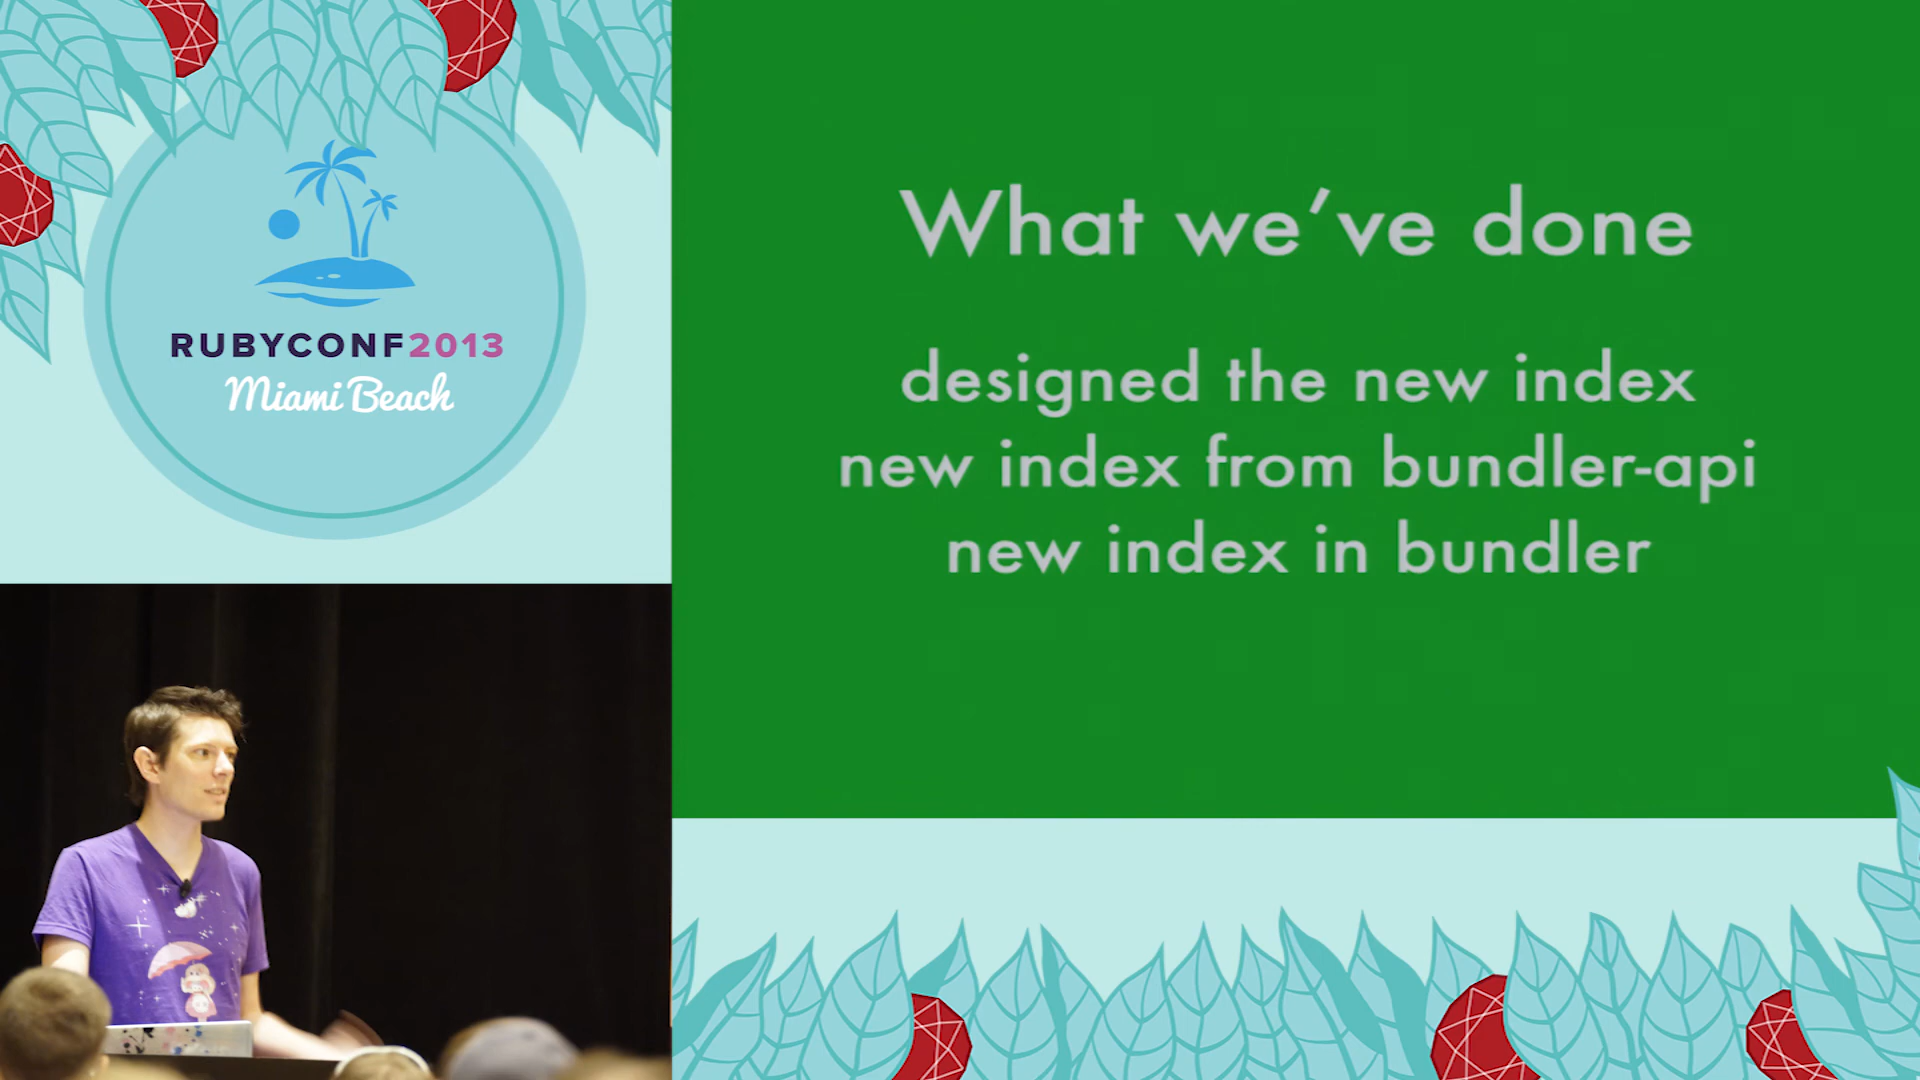 RUBYCONF2013
Miami Beach
What we’ve done
designed the new index
new index from bundler-api
new index in bundler